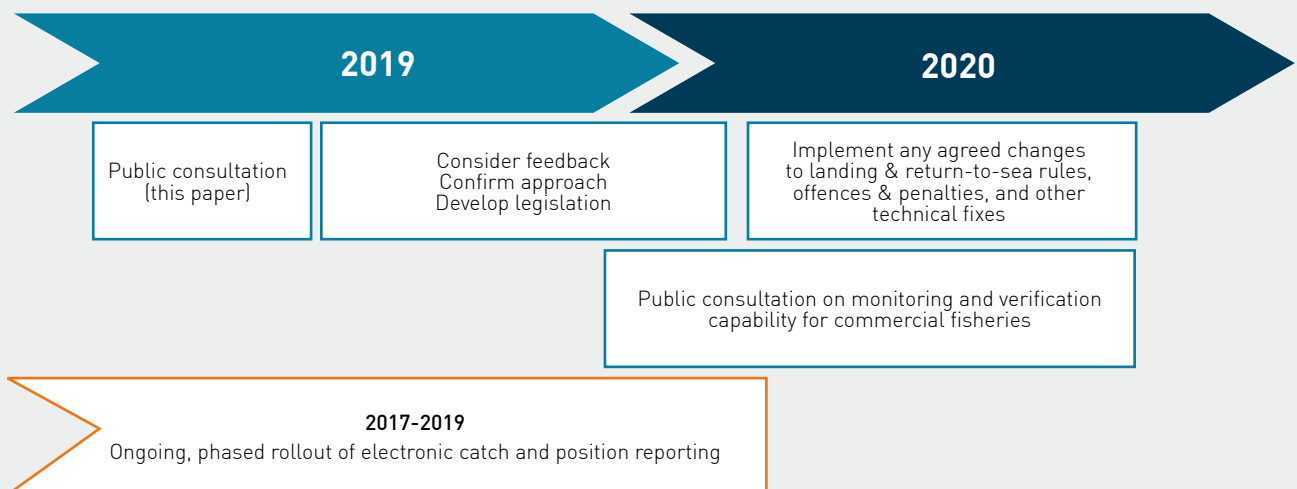 2019
2020
Public consultation
(this paper)
Consider feedback
Confirm approach
Develop legislation
Implement any agreed changes
to landing & return-to-sea rules,
offences & penalties, and other
technical fixes
Public consultation on monitoring and verification
capability for commercial fisheries
2017-2019
Ongoing, phased rollout of electronic catch and position reporting